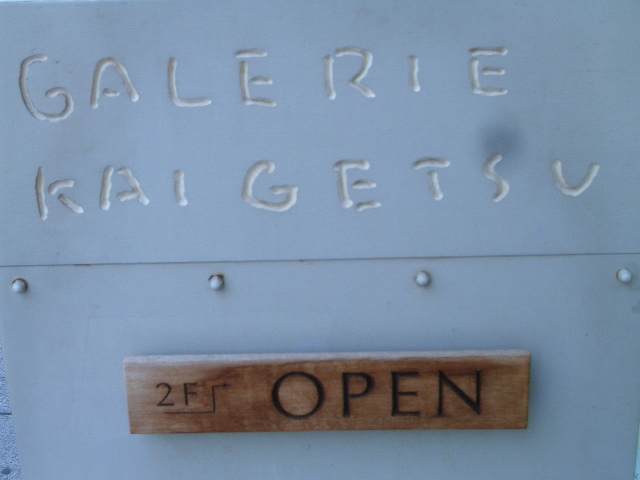 GALERIE
KAIGETSU
2F OPEN